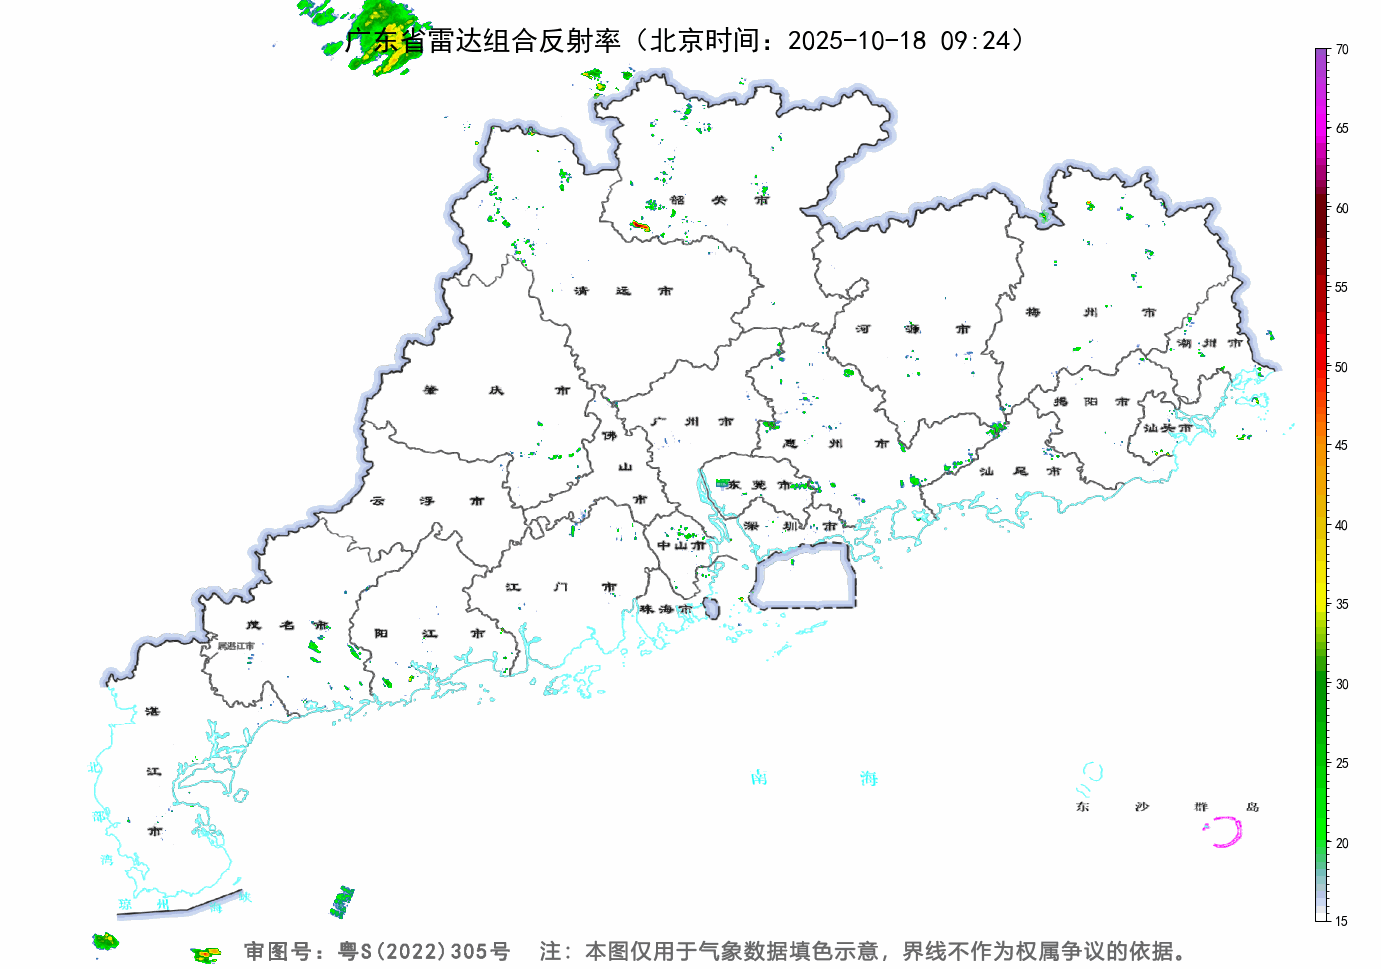 广东省雷达组合反射率（北京时间：2025-10-18 09:24）
70
65
60
55
50
45
40
35
30
25
20
15
韶关市
清远市
梅州市
河源市
潮州市
肇庆市
揭阳市
广州市
汕头市
佛山市
惠州市
汕尾市
东莞市
云浮市
深圳市
中山市
江门市
珠海市
茂名市
阳江市
属湛江市
湛江市
北部湾
南海
东沙群岛
琼州海峡
审图号：粤S(2022)305号 注：本图仅用于气象数据填色示意，界线不作为权属争议的依据。